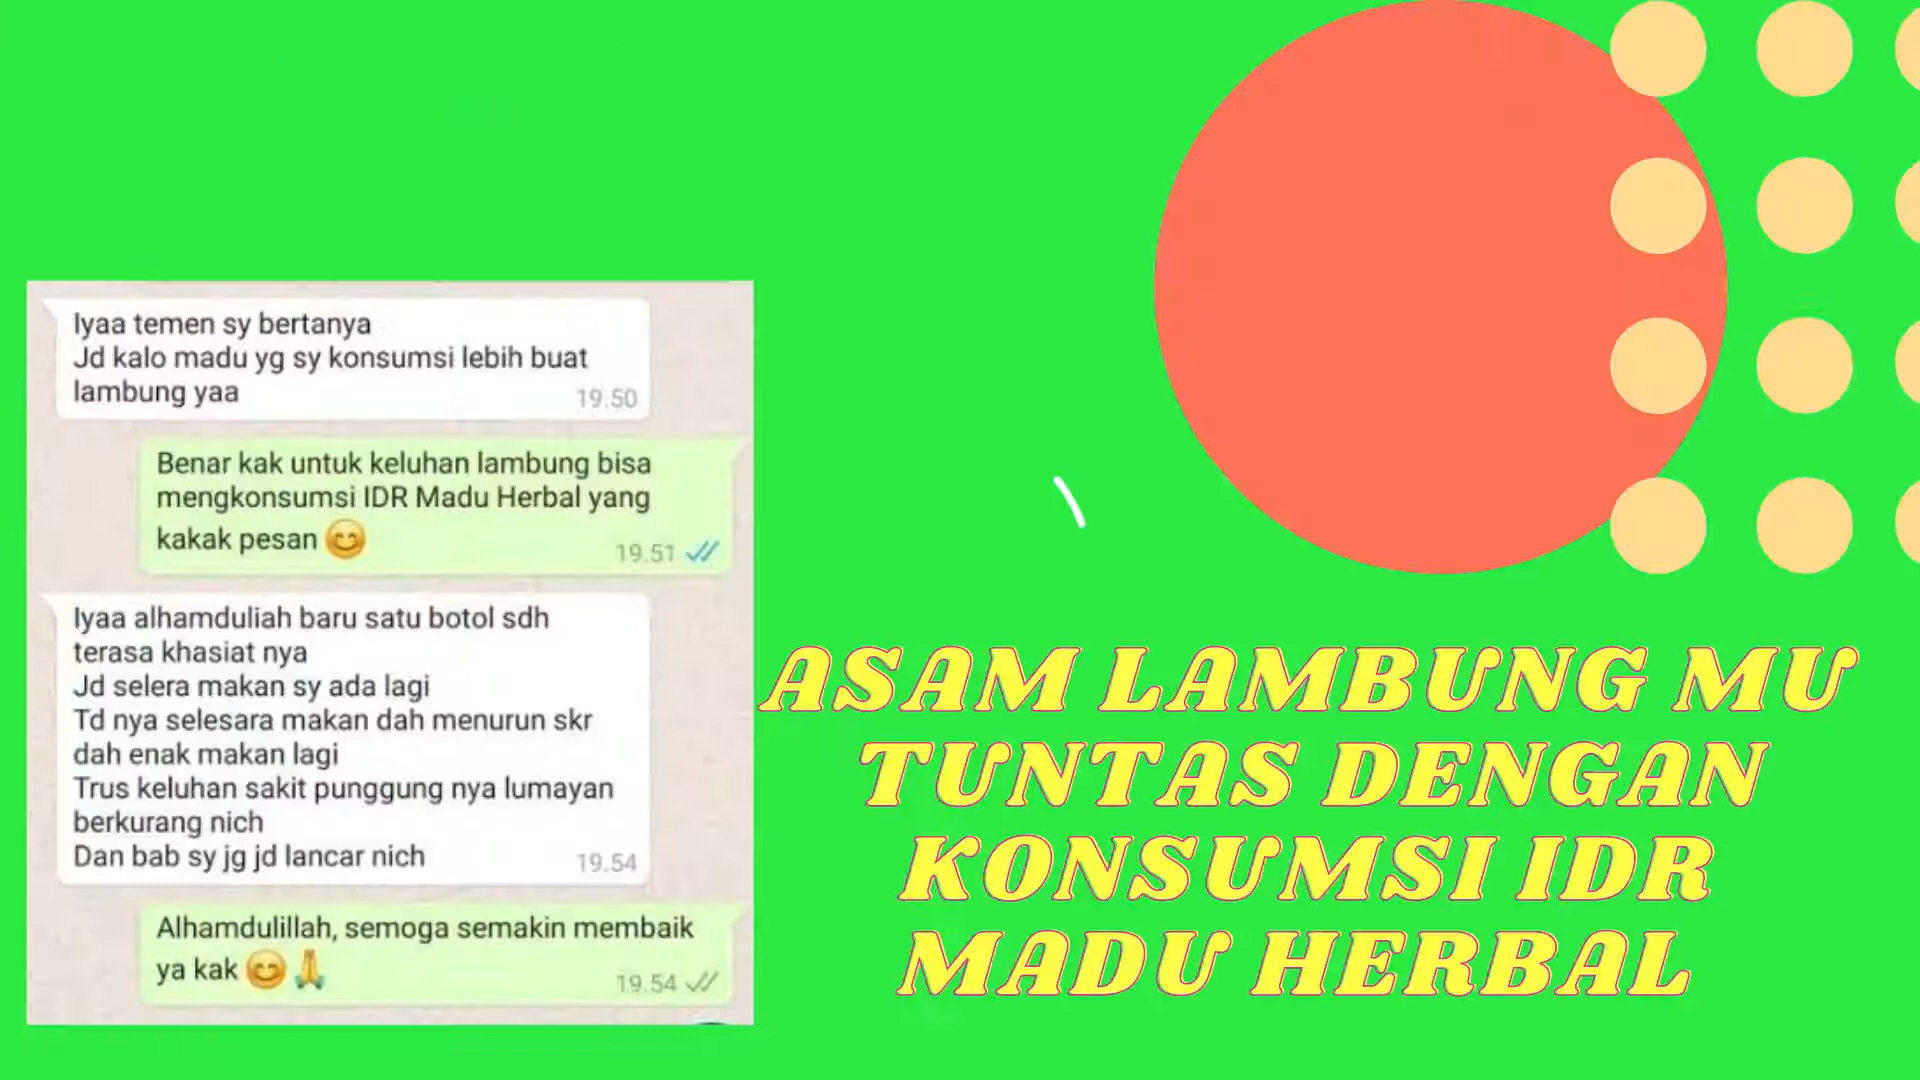 Iyaa temen sy bertanya
Jd kalo madu yg sy konsumsi lebih buat
lambung yaa
19.50
Benar kak untuk keluhan lambung bisa
mengkonsumsi IDR Madu Herbal yang
kakak pesan 😊
19.51
Iyaa alhamduliah baru satu botol sdh
terasa khasiat nya
Jd selera makan sy ada lagi
Td nya selesara makan dah menurun skr
dah enak makan lagi
Trus keluhan sakit punggung nya lumayan
berkurang nich
Dan bab sy jg jd lancar nich
19.54
Alhamdulillah, semoga semakin membaik
ya kak 😊🙏
19.54
ASAM LAMBUNG MU
TUNTAS DENGAN
KONSUMSI IDR
MADU HERBAL